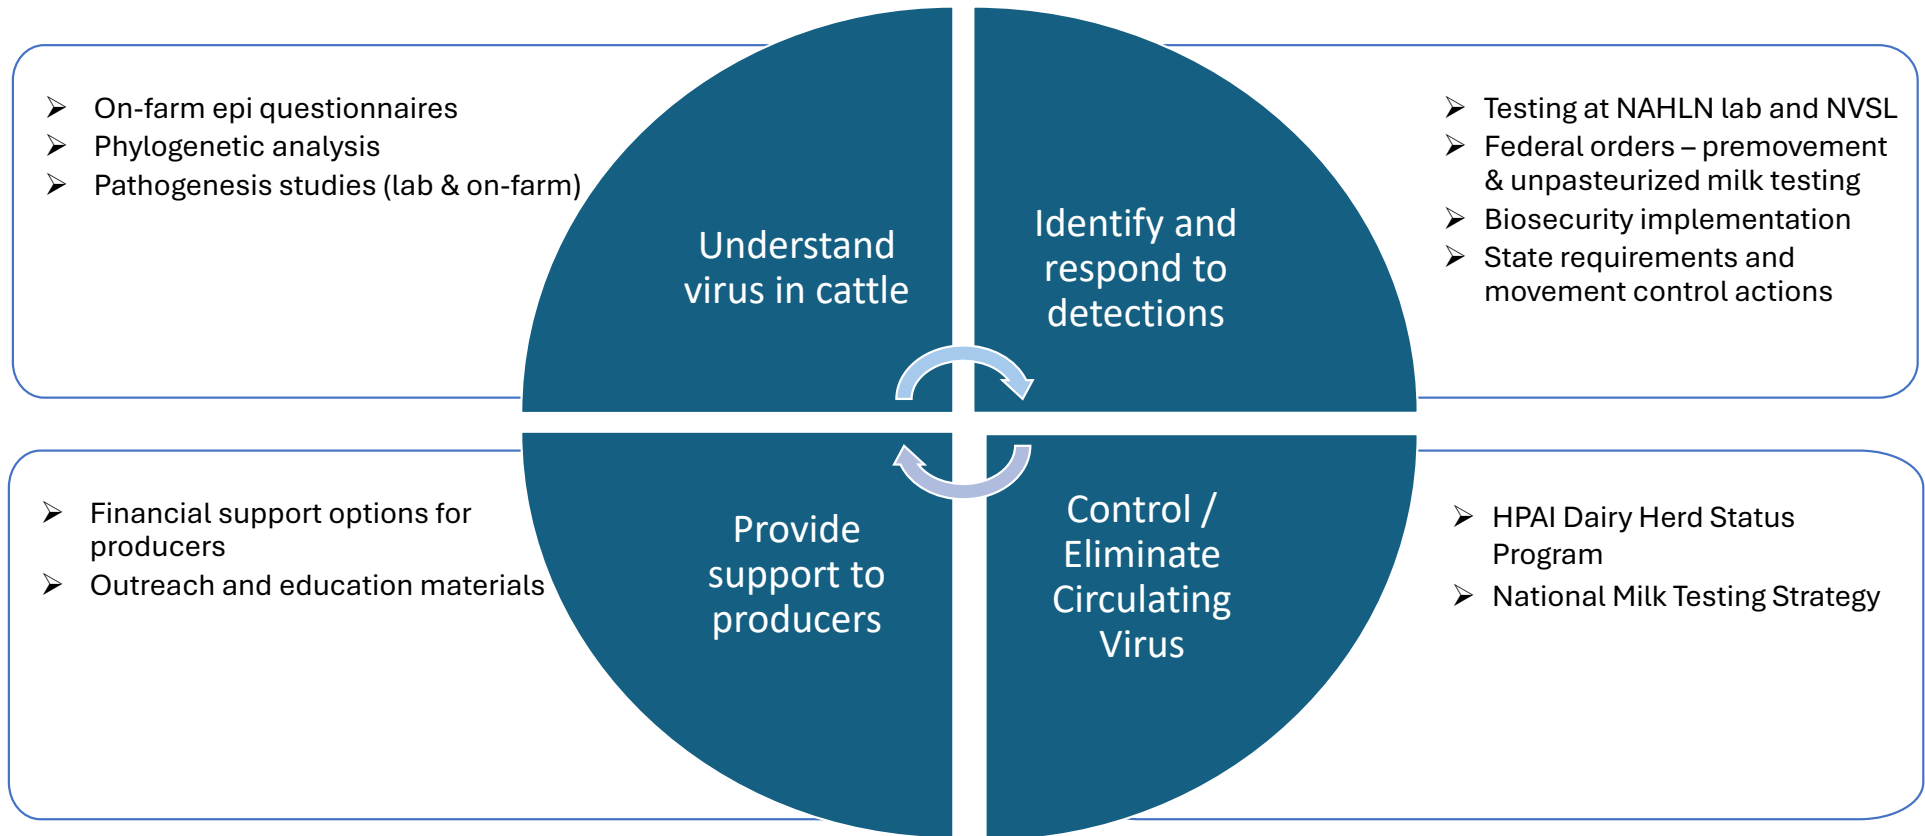 ➢ On-farm epi questionnaires
➢ Phylogenetic analysis
➢ Pathogenesis studies (lab & on-farm)
Understand
virus in cattle
Identify and
respond to
detections
➢ Testing at NAHLN lab and NVSL
➢ Federal orders – premovement
& unpasteurized milk testing
➢ Biosecurity implementation
➢ State requirements and
movement control actions
➢ Financial support options for
producers
➢ Outreach and education materials
Provide
support to
producers
Control /
Eliminate
Circulating
Virus
➢ HPAI Dairy Herd Status
Program
➢ National Milk Testing Strategy